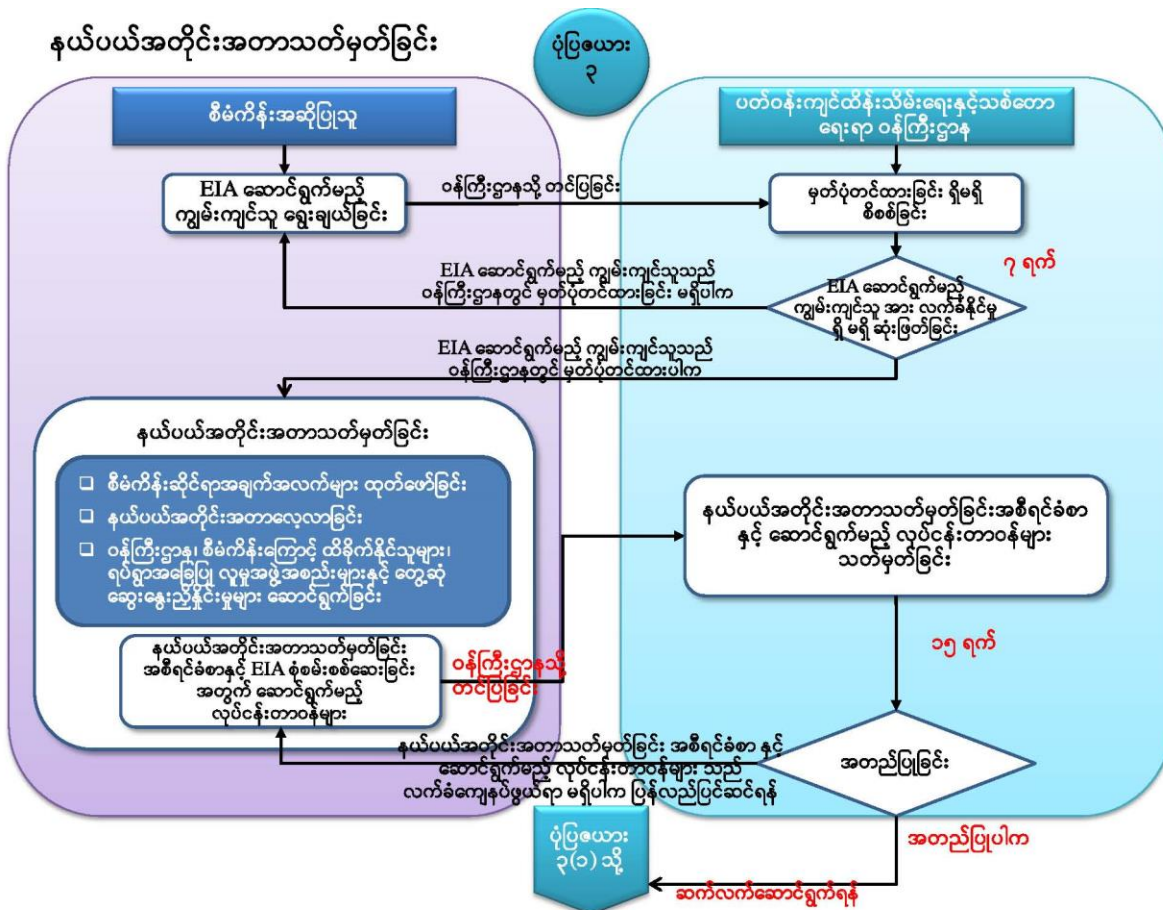 နယ်ပယ်အတိုင်းအတာသတ်မှတ်ခြင်း
ပုံပြဇယား
၃
စီမံကိန်းအဆိုပြုသူ
ပတ်ဝန်းကျင်ထိန်းသိမ်းရေးနှင့်သစ်တော
ရေးရာ ဝန်ကြီးဌာန
EIA ဆောင်ရွက်မည့်
ကျွမ်းကျင်သူ ရွေးချယ်ခြင်း
ဝန်ကြီးဌာနသို့ တင်ပြခြင်း
မှတ်ပုံတင်ထားခြင်း ရှိမရှိ
စိစစ်ခြင်း
၇ ရက်
EIA ဆောင်ရွက်မည့် ကျွမ်းကျင်သူသည်
ဝန်ကြီးဌာနတွင် မှတ်ပုံတင်ထားခြင်း မရှိပါက
EIA ဆောင်ရွက်မည့်
ကျွမ်းကျင်သူ အား လက်ခံနိုင်မှု
ရှိ မရှိ ဆုံးဖြတ်ခြင်း
EIA ဆောင်ရွက်မည့် ကျွမ်းကျင်သူသည်
ဝန်ကြီးဌာနတွင် မှတ်ပုံတင်ထားပါက
နယ်ပယ်အတိုင်းအတာသတ်မှတ်ခြင်း
❑ စီမံကိန်းဆိုင်ရာအချက်အလက်များ ထုတ်ဖော်ခြင်း
❑ နယ်ပယ်အတိုင်းအတာလေ့လာခြင်း
❑ ဝန်ကြီးဌာန၊ စီမံကိန်းကြောင့် ထိခိုက်နိုင်သူများ၊
ရပ်ရွာအခြေပြု လူမှုအဖွဲ့အစည်းများနှင့် တွေ့ဆုံ
ဆွေးနွေးညှိနှိုင်းမှုများ ဆောင်ရွက်ခြင်း
နယ်ပယ်အတိုင်းအတာသတ်မှတ်ခြင်း
အစီရင်ခံစာနှင့် EIA စုံစမ်းစစ်ဆေးခြင်း
အတွက် ဆောင်ရွက်မည့်
လုပ်ငန်းတာဝန်များ
ဝန်ကြီးဌာနသို့
တင်ပြခြင်း
နယ်ပယ်အတိုင်းအတာသတ်မှတ်ခြင်းအစီရင်ခံစာ
နှင့် ဆောင်ရွက်မည့် လုပ်ငန်းတာဝန်များ
သတ်မှတ်ခြင်း
၁၅ ရက်
အတည်ပြုခြင်း
နယ်ပယ်အတိုင်းအတာသတ်မှတ်ခြင်း အစီရင်ခံစာ နှင့်
ဆောင်ရွက်မည့် လုပ်ငန်းတာဝန်များ သည်
လက်ခံကျေနပ်ဖွယ်ရာ မရှိပါက ပြန်လည်ပြင်ဆင်ရန်
အတည်ပြုပါက
ပုံပြဇယား
၃(၁) သို့
ဆက်လက်ဆောင်ရွက်ရန်